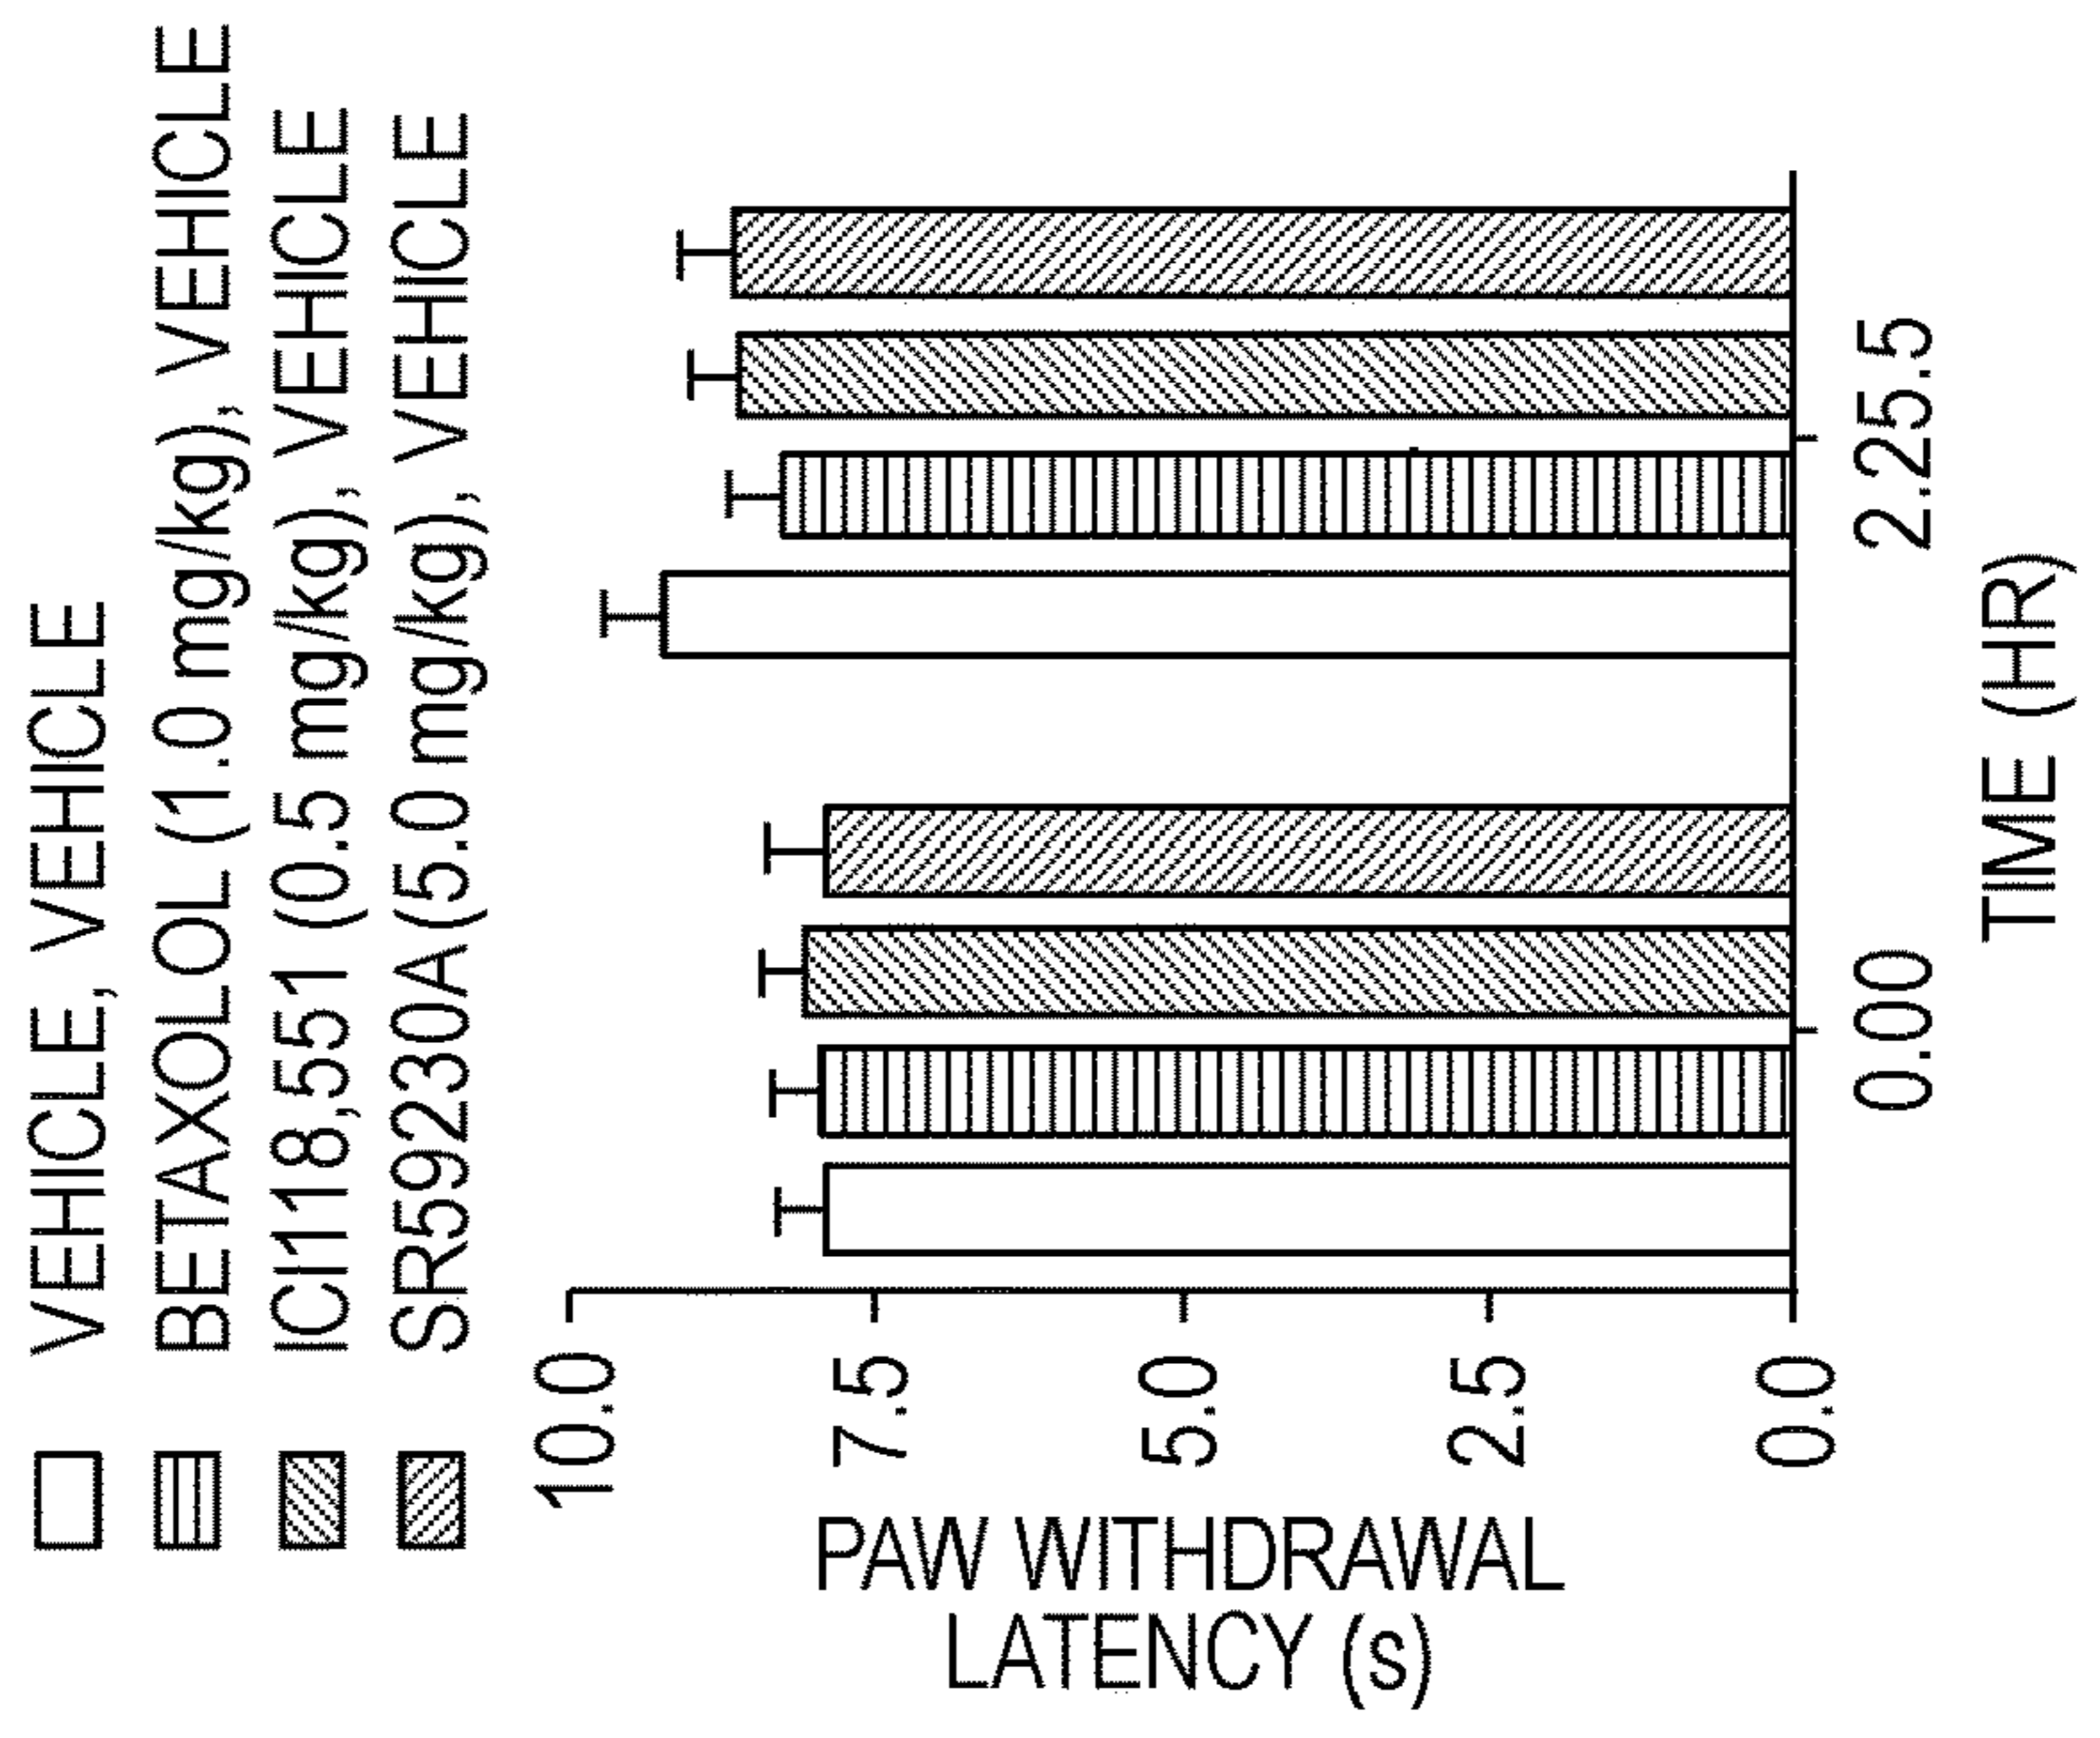 VEHICLE, VEHICLE
BETAXOLOL (1.0 mg/kg), VEHICLE
ICI118,551 (0.5 mg/kg), VEHICLE
SR59230A (5.0 mg/kg), VEHICLE
PAW WITHDRAWAL
LATENCY (s)
10.0
7.5
5.0
2.5
0.0
0.00
2.25.5
TIME (HR)